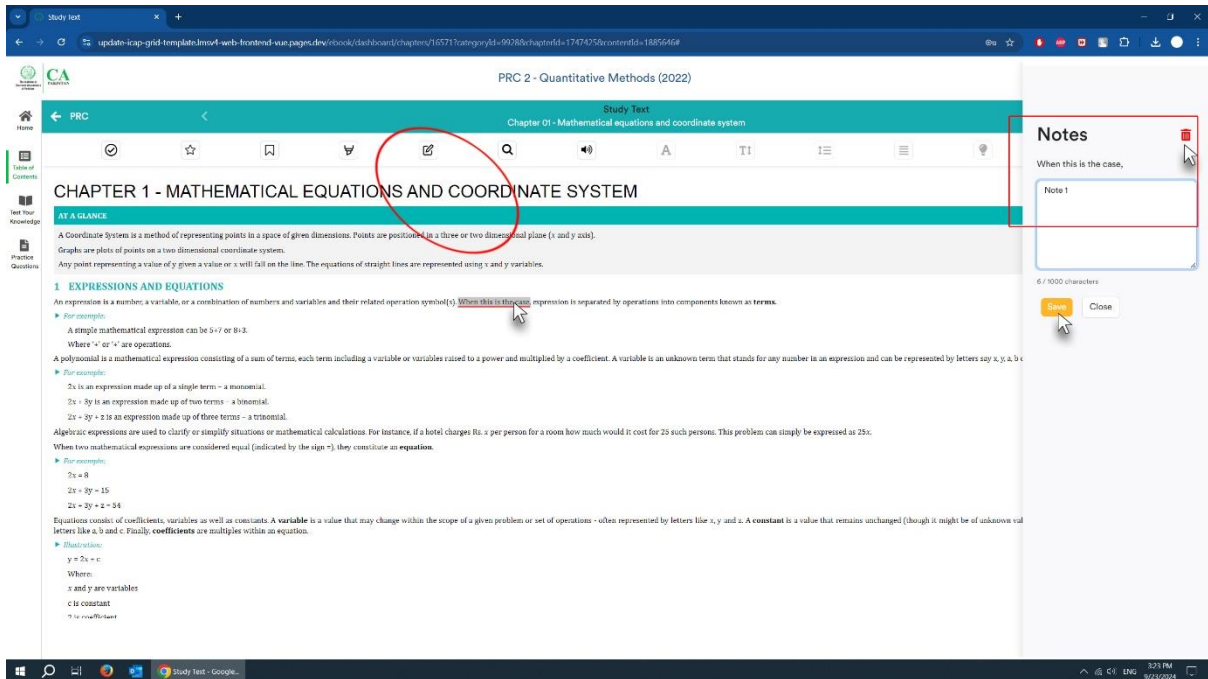 Study Text
update-icap-grid-template.lmsv4-web-frontend-vue.pages.dev/ebook/dashboard/chapters/16571?categoryId=9928&chapterId=1747425&contentId=1885646#
CA
PAKISTAN
PRC 2 - Quantitative Methods (2022)
Home
Table of
Contents
Test Your
Knowledge
Practice
Questions
PRC
Study Text
Chapter 01 - Mathematical equations and coordinate system
CHAPTER 1 - MATHEMATICAL EQUATIONS AND COORDINATE SYSTEM
AT A GLANCE
A Coordinate System is a method of representing points in a space of given dimensions. Points are positioned in a three or two dimensional plane (x and y axis).
Graphs are plots of points on a two dimensional coordinate system.
Any point representing a value of y given a value or x will fall on the line. The equations of straight lines are represented using x and y variables.
1 EXPRESSIONS AND EQUATIONS
An expression is a number, a variable, or a combination of numbers and variables and their related operation symbol(s). When this is the case, expression is separated by operations into components known as terms.
For example:
A simple mathematical expression can be 5+7 or 8÷3.
Where '+' or '÷' are operations.
A polynomial is a mathematical expression consisting of a sum of terms, each term including a variable or variables raised to a power and multiplied by a coefficient. A variable is an unknown term that stands for any number in an expression and can be represented by letters say x, y, a, b
For example:
2x is an expression made up of a single term – a monomial.
2x + 3y is an expression made up of two terms – a binomial.
2x + 3y + z is an expression made up of three terms – a trinomial.
Algebraic expressions are used to clarify or simplify situations or mathematical calculations. For instance, if a hotel charges Rs. x per person for a room how much would it cost for 25 such persons. This problem can simply be expressed as 25x.
When two mathematical expressions are considered equal (indicated by the sign =), they constitute an equation.
For example:
2x = 8
2x + 3y = 15
2x + 3y + z = 54
Equations consist of coefficients, variables as well as constants. A variable is a value that may change within the scope of a given problem or set of operations - often represented by letters like x, y and z. A constant is a value that remains unchanged (though it might be of unknown val
letters like a, b and c. Finally, coefficients are multiples within an equation.
Illustration:
y = 2x + c
Where:
x and y are variables
c is constant
2 is coefficient
Notes
When this is the case,
Note 1
6 / 1000 characters
Save Close
Study Text - Google...
ENG
3:23 PM
9/23/2024